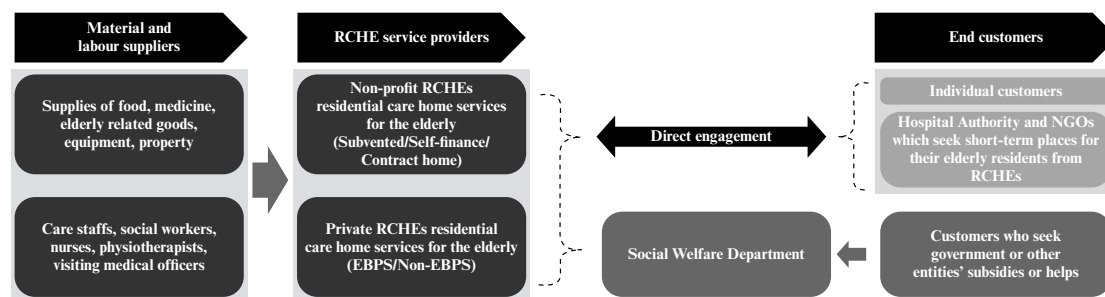 Material and
labour suppliers
RCHE service providers
End customers
Supplies of food, medicine,
elderly related goods,
equipment, property
Care staffs, social workers,
nurses, physiotherapists,
visiting medical officers
Non-profit RCHEs
residential care home services
for the elderly
(Subvented/Self-finance/
Contract home)
Private RCHEs residential
care home services for the elderly
(EBPS/Non-EBPS)
Direct engagement
Social Welfare Department
Individual customers
Hospital Authority and NGOs
which seek short-term places for
their elderly residents from
RCHEs
Customers who seek
government or other
entities’ subsidies or helps